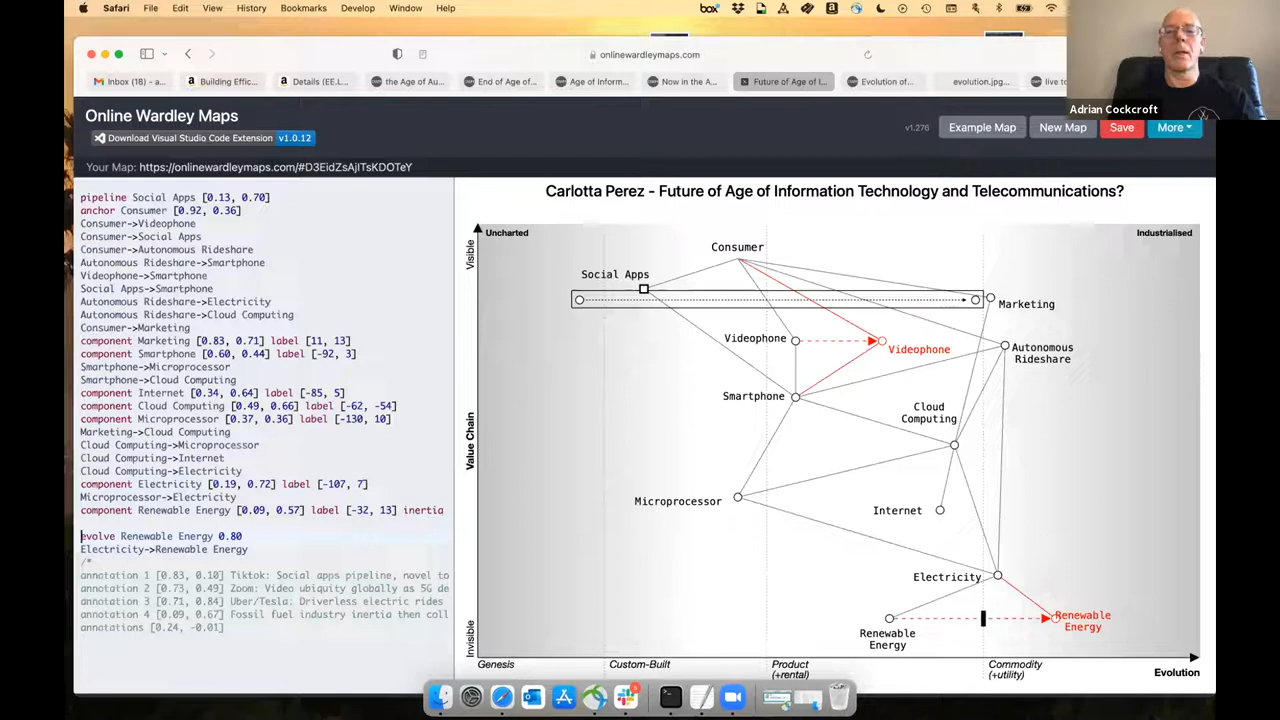 Safari File Edit View History Bookmarks Develop Window Help
box
onlinewardleymaps.com
Inbox (18) - a... Building Effic... Details (EE.L... the Age of Au... End of Age of... Age of Inform... Now in the A... Future of Age of I... Evolution of... evolution.jpg... live to
Adrian Cockcroft
Online Wardley Maps
Download Visual Studio Code Extension v1.0.12
v1.276 Example Map New Map Save More
Your Map: https://onlinewardleymaps.com/#D3EidZsAjITsKDOTeY
pipeline Social Apps [0.13, 0.70]
anchor Consumer [0.92, 0.36]
Consumer->Videophone
Consumer->Social Apps
Consumer->Autonomous Rideshare
Autonomous Rideshare->Smartphone
Videophone->Smartphone
Social Apps->Smartphone
Autonomous Rideshare->Electricity
Autonomous Rideshare->Cloud Computing
Consumer->Marketing
component Marketing [0.83, 0.71] label [11, 13]
component Smartphone [0.60, 0.44] label [-92, 3]
Smartphone->Microprocessor
Smartphone->Cloud Computing
component Internet [0.34, 0.64] label [-85, 5]
component Cloud Computing [0.49, 0.66] label [-62, -54]
component Microprocessor [0.37, 0.36] label [-130, 10]
Marketing->Cloud Computing
Cloud Computing->Microprocessor
Cloud Computing->Internet
Cloud Computing->Electricity
component Electricity [0.19, 0.72] label [-107, 7]
Microprocessor->Electricity
component Renewable Energy [0.09, 0.57] label [-32, 13] inertia
evolve Renewable Energy 0.80
Electricity->Renewable Energy
/*
annotation 1 [0.83, 0.10] Tiktok: Social apps pipeline, novel to
annotation 2 [0.73, 0.49] Zoom: Video ubiquity globally as 5G de
annotation 3 [0.71, 0.84] Uber/Tesla: Driverless electric rides
annotation 4 [0.09, 0.67] Fossil fuel industry inertia then coll
annotations [0.24, -0.01]
Carlotta Perez - Future of Age of Information Technology and Telecommunications?
Uncharted
Industrialised
Visible
Value Chain
Invisible
Consumer
Social Apps
Marketing
Videophone
Videophone
Autonomous
Rideshare
Smartphone
Cloud
Computing
Microprocessor
Internet
Electricity
Renewable
Energy
Renewable
Energy
Genesis
Custom-Built
Product
(+rental)
Commodity
(+utility)
Evolution